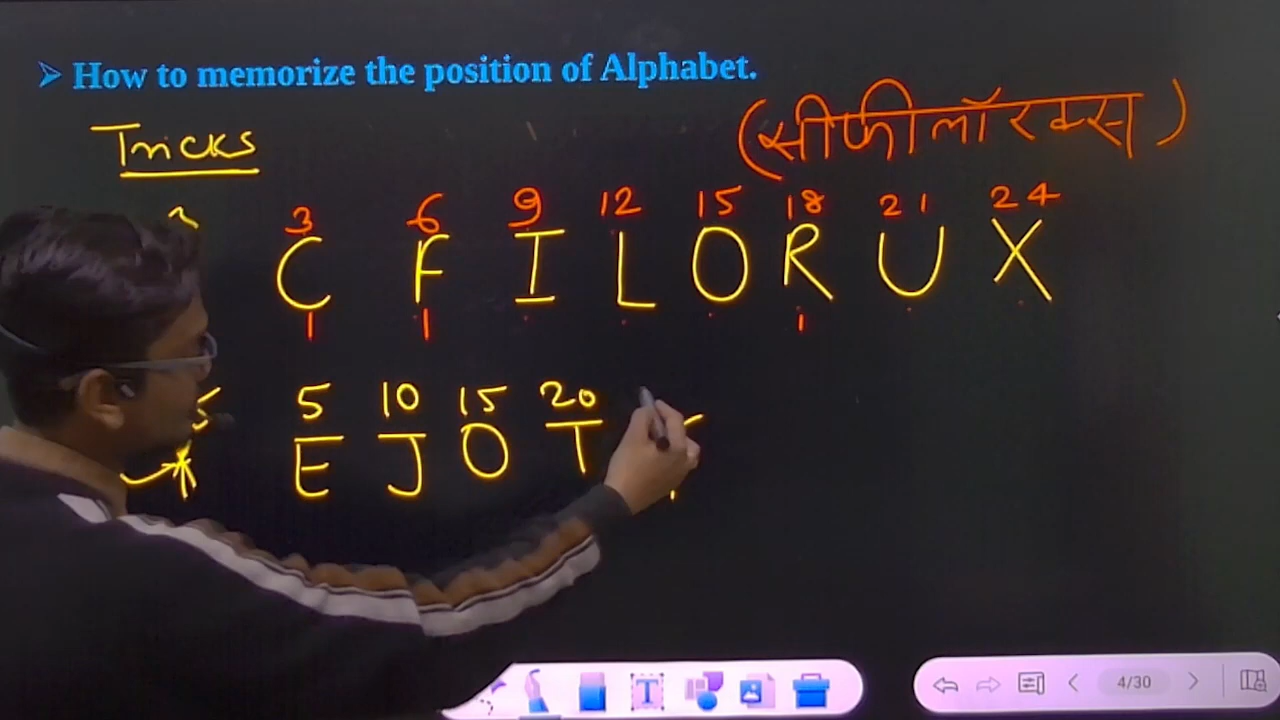 ➢ How to memorize the position of Alphabet.
Tricks
(सीफीलॉरक्स)
3 6 9 12 15 18 21 24
C F I L O R U X
5 10 15 20
E J O T
4/30